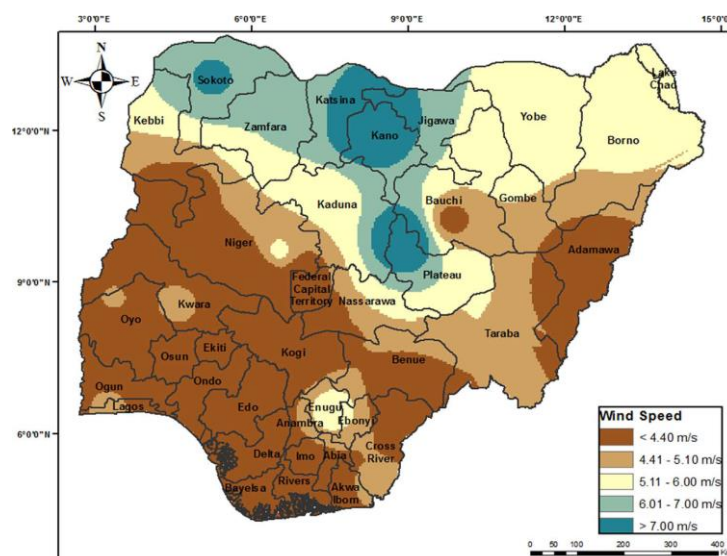 3°0'0"E 6°0'0"E 9°0'0"E 12°0'0"E 15°0'
N
W E
S
12°0'0"N
9°0'0"N
6°0'0"N
Sokoto
Katsina
Kebbi
Zamfara
Kano
Jigawa
Yobe
Lake
Chad
Borno
Kaduna
Bauchi
Gombe
Niger
Adamawa
Federal
Capital
Territory
Nassarawa
Plateau
Kwara
Oyo
Taraba
Osun
Ekiti
Kogi
Benue
Ogun
Ondo
Lagos
Edo
Enugu
Anambra
Ebonyi
Cross
River
Delta
Imo
Abia
Bayelsa
Rivers
Akwa
Ibom
Wind Speed
< 4.40 m/s
4.41 - 5.10 m/s
5.11 - 6.00 m/s
6.01 - 7.00 m/s
> 7.00 m/s
0 50 100 200 300 400